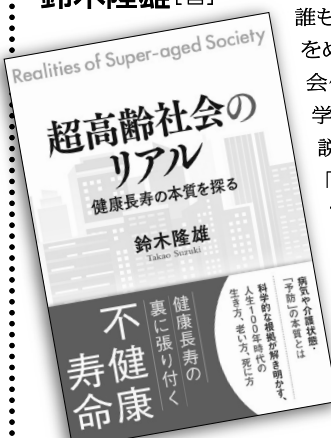 鈴木隆雄[著]
誰も
をめ
会
学
説
「
Realities of Super-aged Society
超高齢社会の
リアル
健康長寿の本質を探る
鈴木隆雄
Takao Suzuki
病気や介護状態・
「予防」の本質とは
科学的な根拠が解き明かす、
人生100年時代の
生き方、老い方、死に方
健康長寿の
裏に張り付く
不健康
寿命